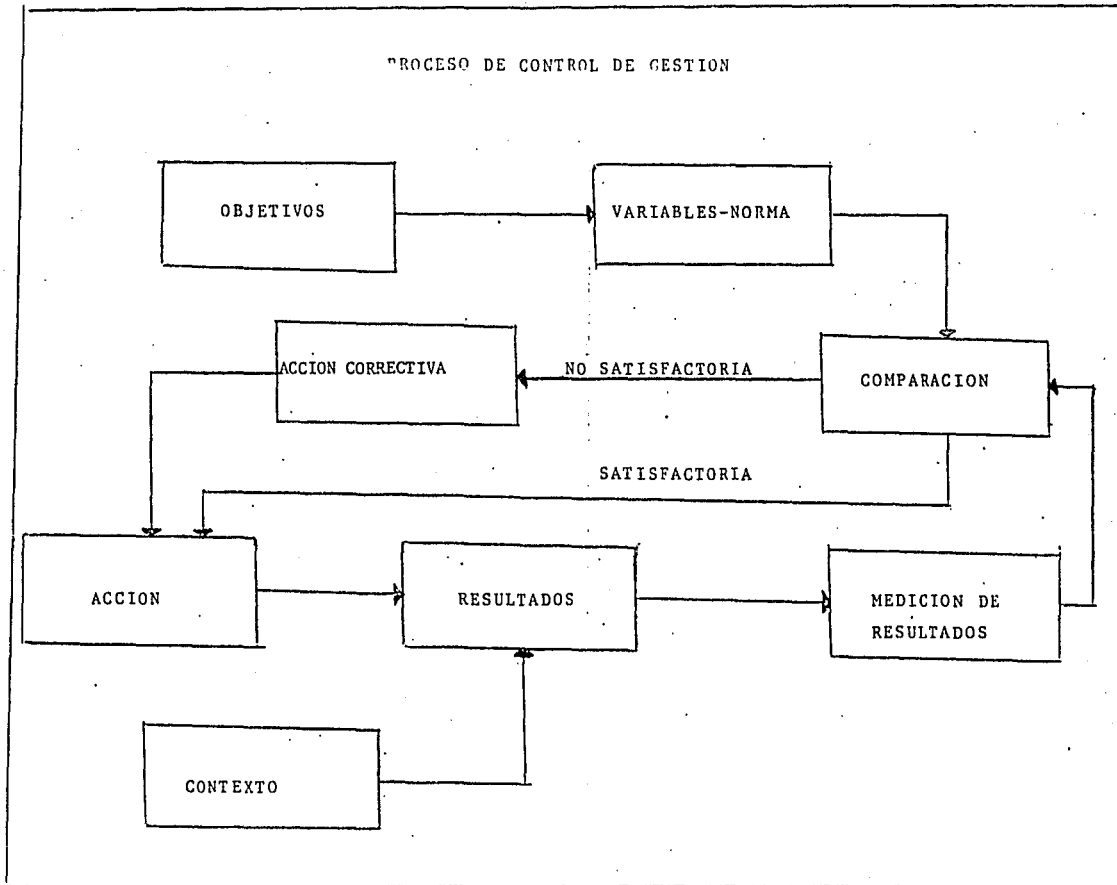 PROCESO DE CONTROL DE GESTION
OBJETIVOS
VARIABLES-NORMA
ACCION CORRECTIVA
NO SATISFACTORIA
COMPARACION
SATISFACTORIA
ACCION
RESULTADOS
MEDICION DE
RESULTADOS
CONTEXTO